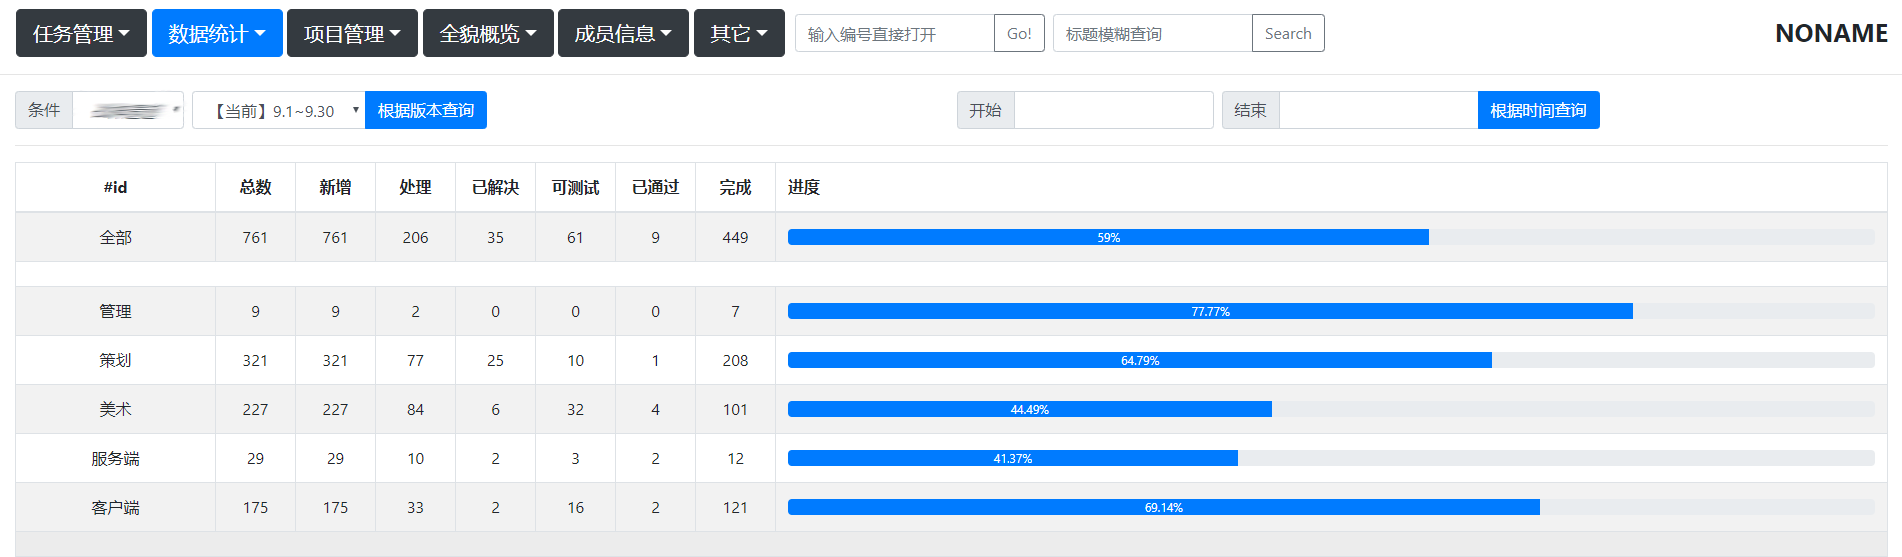 任务管理 数据统计 项目管理 全貌概览 成员信息 其它 输入编号直接打开 Go! 标题模糊查询 Search NONAME
条件 【当前】9.1~9.30 根据版本查询 开始 结束 根据时间查询
#id 总数 新增 处理 已解决 可测试 已通过 完成 进度
全部 761 761 206 35 61 9 449 59%
管理 9 9 2 0 0 0 7 77.77%
策划 321 321 77 25 10 1 208 64.79%
美术 227 227 84 6 32 4 101 44.49%
服务端 29 29 10 2 3 2 12 41.37%
客户端 175 175 33 2 16 2 121 69.14%